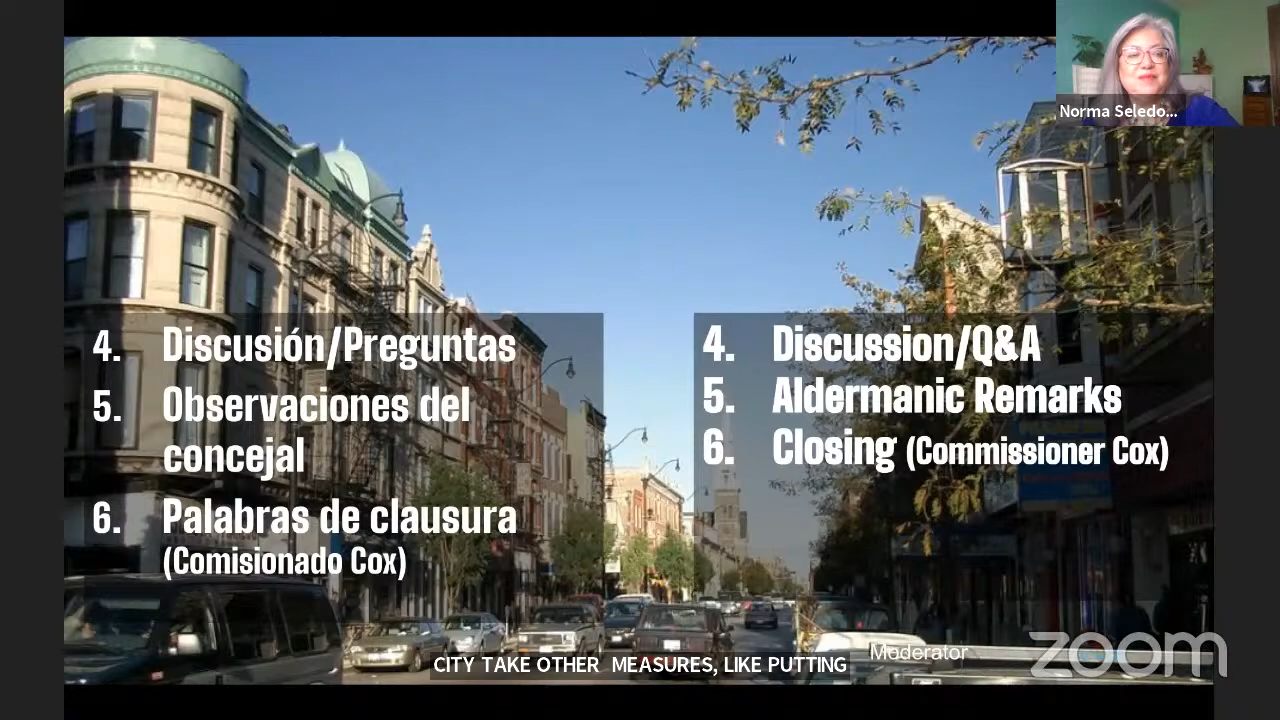 Norma Seledo...
4. Discusión/Preguntas
5. Observaciones del
concejal
6. Palabras de clausura
(Comisionado Cox)
4. Discussion/Q&A
5. Aldermanic Remarks
6. Closing (Commissioner Cox)
Moderator
zoom
CITY TAKE OTHER MEASURES, LIKE PUTTING